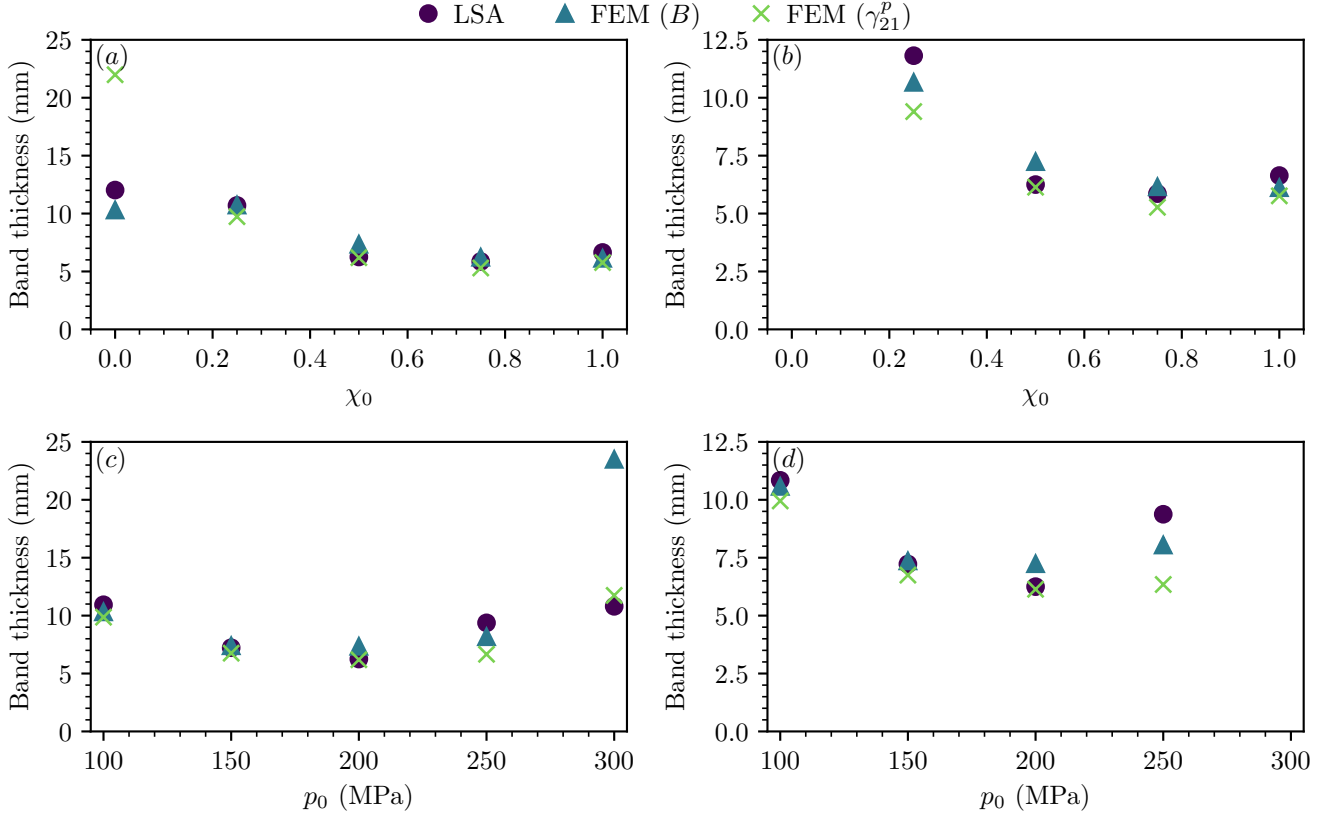 LSA FEM (B) FEM (γ₂₁ᵖ)
(a)
Band thickness (mm)
25
20
15
10
5
0
0.0 0.2 0.4 0.6 0.8 1.0
χ₀
(b)
Band thickness (mm)
12.5
10.0
7.5
5.0
2.5
0.0
0.0 0.2 0.4 0.6 0.8 1.0
χ₀
(c)
Band thickness (mm)
25
20
15
10
5
0
100 150 200 250 300
p₀ (MPa)
(d)
Band thickness (mm)
12.5
10.0
7.5
5.0
2.5
0.0
100 150 200 250 300
p₀ (MPa)